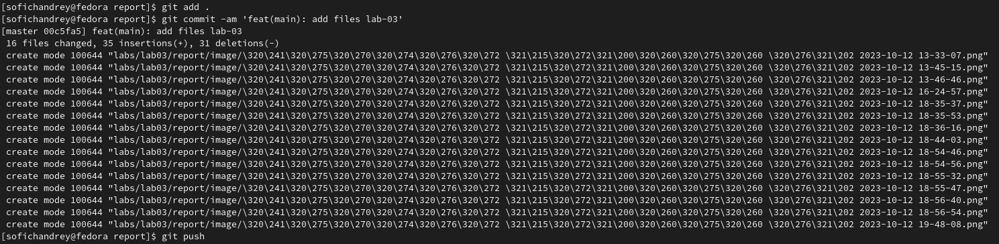 [sofichandrey@fedora report]$ git add .
[sofichandrey@fedora report]$ git commit -am 'feat(main): add files lab-03'
[master 00c5fa5] feat(main): add files lab-03
 16 files changed, 35 insertions(+), 31 deletions(-)
 create mode 100644 "labs/lab03/report/image/\320\241\320\275\320\270\320\274\320\276\320\272 \321\215\320\272\321\200\320\260\320\275\320\260 \320\276\321\202 2023-10-12 13-33-07.png"
 create mode 100644 "labs/lab03/report/image/\320\241\320\275\320\270\320\274\320\276\320\272 \321\215\320\272\321\200\320\260\320\275\320\260 \320\276\321\202 2023-10-12 13-45-15.png"
 create mode 100644 "labs/lab03/report/image/\320\241\320\275\320\270\320\274\320\276\320\272 \321\215\320\272\321\200\320\260\320\275\320\260 \320\276\321\202 2023-10-12 13-46-46.png"
 create mode 100644 "labs/lab03/report/image/\320\241\320\275\320\270\320\274\320\276\320\272 \321\215\320\272\321\200\320\260\320\275\320\260 \320\276\321\202 2023-10-12 16-24-57.png"
 create mode 100644 "labs/lab03/report/image/\320\241\320\275\320\270\320\274\320\276\320\272 \321\215\320\272\321\200\320\260\320\275\320\260 \320\276\321\202 2023-10-12 18-35-37.png"
 create mode 100644 "labs/lab03/report/image/\320\241\320\275\320\270\320\274\320\276\320\272 \321\215\320\272\321\200\320\260\320\275\320\260 \320\276\321\202 2023-10-12 18-35-53.png"
 create mode 100644 "labs/lab03/report/image/\320\241\320\275\320\270\320\274\320\276\320\272 \321\215\320\272\321\200\320\260\320\275\320\260 \320\276\321\202 2023-10-12 18-36-16.png"
 create mode 100644 "labs/lab03/report/image/\320\241\320\275\320\270\320\274\320\276\320\272 \321\215\320\272\321\200\320\260\320\275\320\260 \320\276\321\202 2023-10-12 18-44-03.png"
 create mode 100644 "labs/lab03/report/image/\320\241\320\275\320\270\320\274\320\276\320\272 \321\215\320\272\321\200\320\260\320\275\320\260 \320\276\321\202 2023-10-12 18-54-46.png"
 create mode 100644 "labs/lab03/report/image/\320\241\320\275\320\270\320\274\320\276\320\272 \321\215\320\272\321\200\320\260\320\275\320\260 \320\276\321\202 2023-10-12 18-54-56.png"
 create mode 100644 "labs/lab03/report/image/\320\241\320\275\320\270\320\274\320\276\320\272 \321\215\320\272\321\200\320\260\320\275\320\260 \320\276\321\202 2023-10-12 18-55-32.png"
 create mode 100644 "labs/lab03/report/image/\320\241\320\275\320\270\320\274\320\276\320\272 \321\215\320\272\321\200\320\260\320\275\320\260 \320\276\321\202 2023-10-12 18-55-47.png"
 create mode 100644 "labs/lab03/report/image/\320\241\320\275\320\270\320\274\320\276\320\272 \321\215\320\272\321\200\320\260\320\275\320\260 \320\276\321\202 2023-10-12 18-56-40.png"
 create mode 100644 "labs/lab03/report/image/\320\241\320\275\320\270\320\274\320\276\320\272 \321\215\320\272\321\200\320\260\320\275\320\260 \320\276\321\202 2023-10-12 18-56-54.png"
 create mode 100644 "labs/lab03/report/image/\320\241\320\275\320\270\320\274\320\276\320\272 \321\215\320\272\321\200\320\260\320\275\320\260 \320\276\321\202 2023-10-12 19-48-08.png"
[sofichandrey@fedora report]$ git push